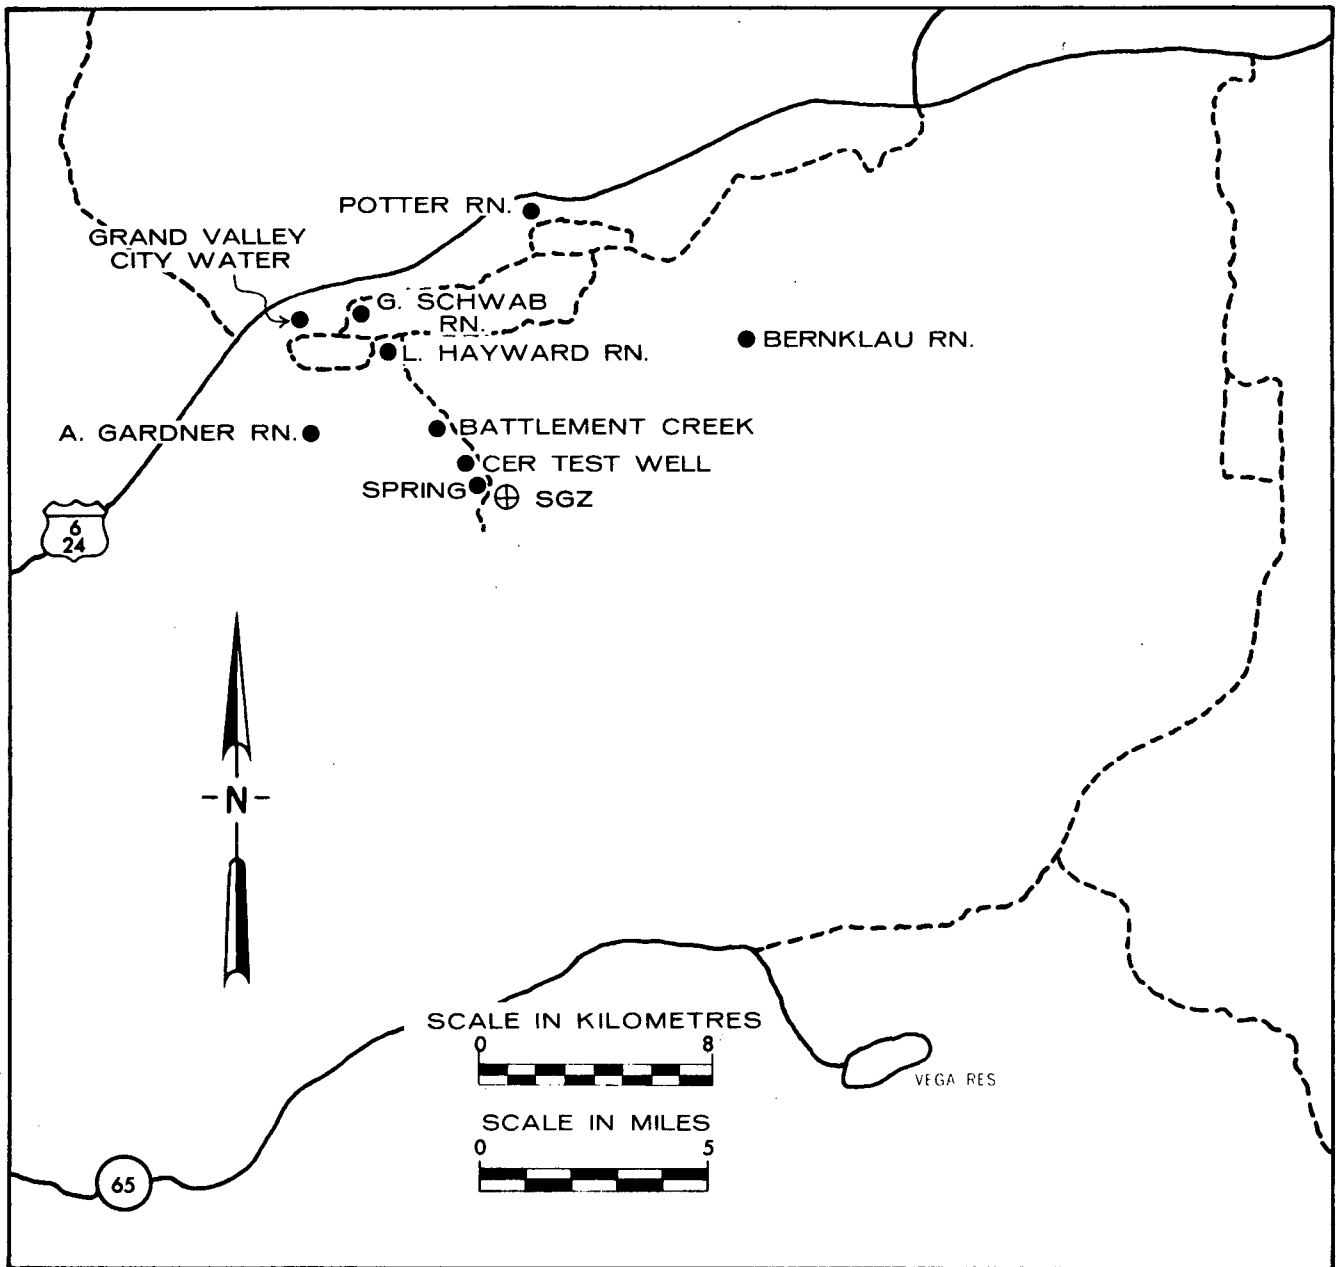 POTTER RN.
GRAND VALLEY
CITY WATER
G. SCHWAB
RN.
L. HAYWARD RN.
BERNKLAU RN.
A. GARDNER RN.
BATTLEMENT CREEK
CER TEST WELL
SPRING
SGZ
6
24
-N-
SCALE IN KILOMETRES
0 8
VEGA RES
SCALE IN MILES
0 5
65